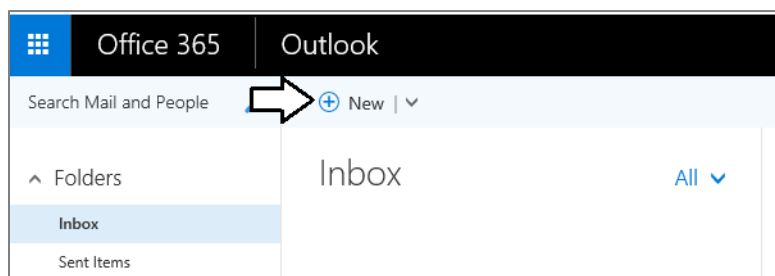 Office 365 Outlook
Search Mail and People New
Folders Inbox All
Inbox
Sent Items